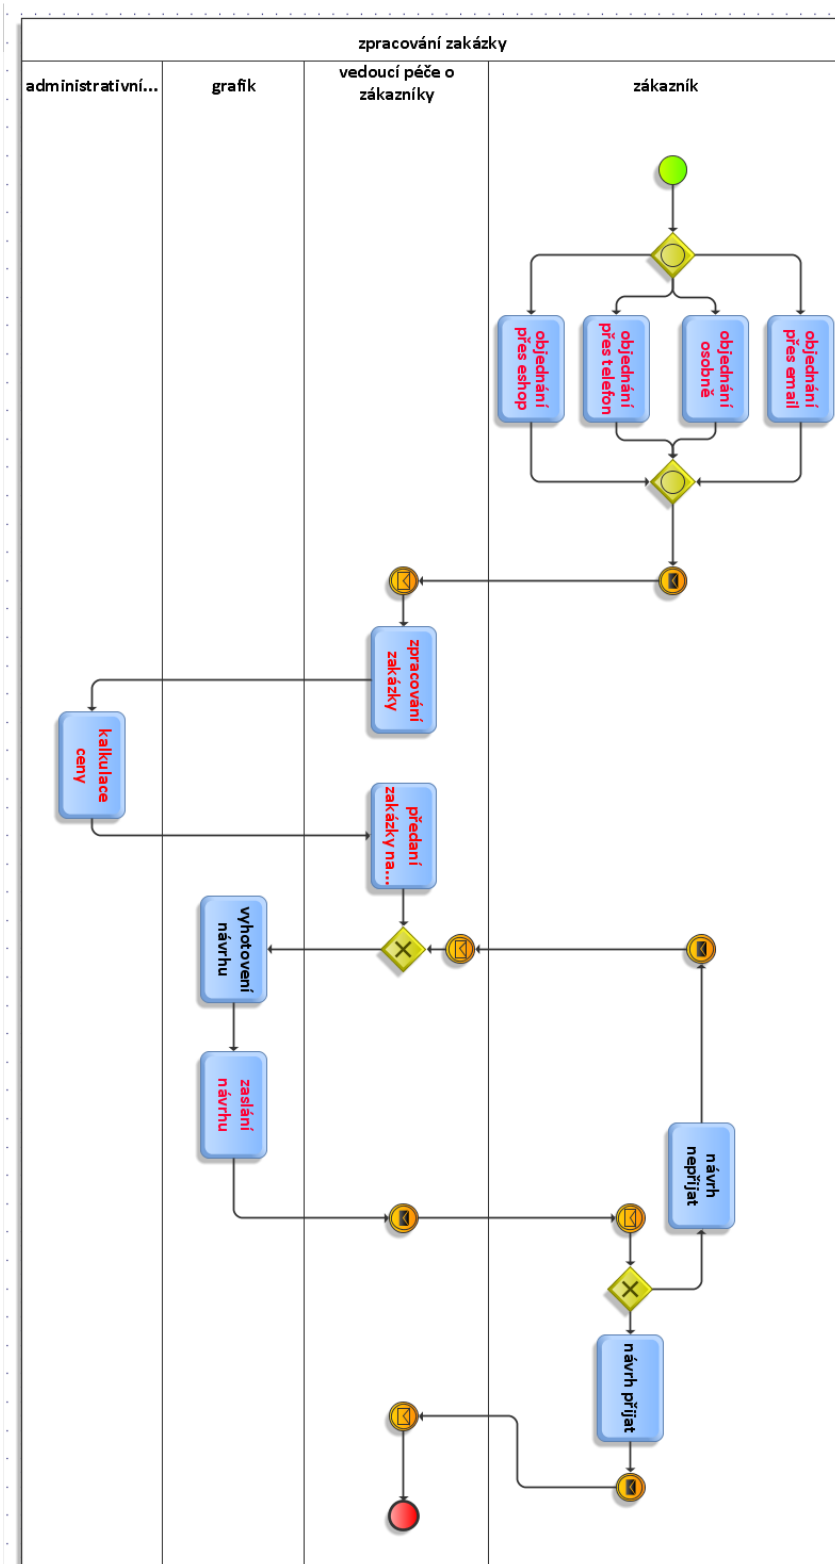 zpracování zakázky
administrativní...
grafik
vedoucí péče o
zákazníky
zákazník
objednání
přes eshop
objednání
přes telefon
objednání
osobně
objednání
přes email
zpracování
zakázky
kalkulace
ceny
předaní
zakázky na...
vyhotovení
návrhu
zaslání
návrhu
návrh
nepřijat
návrh přijat